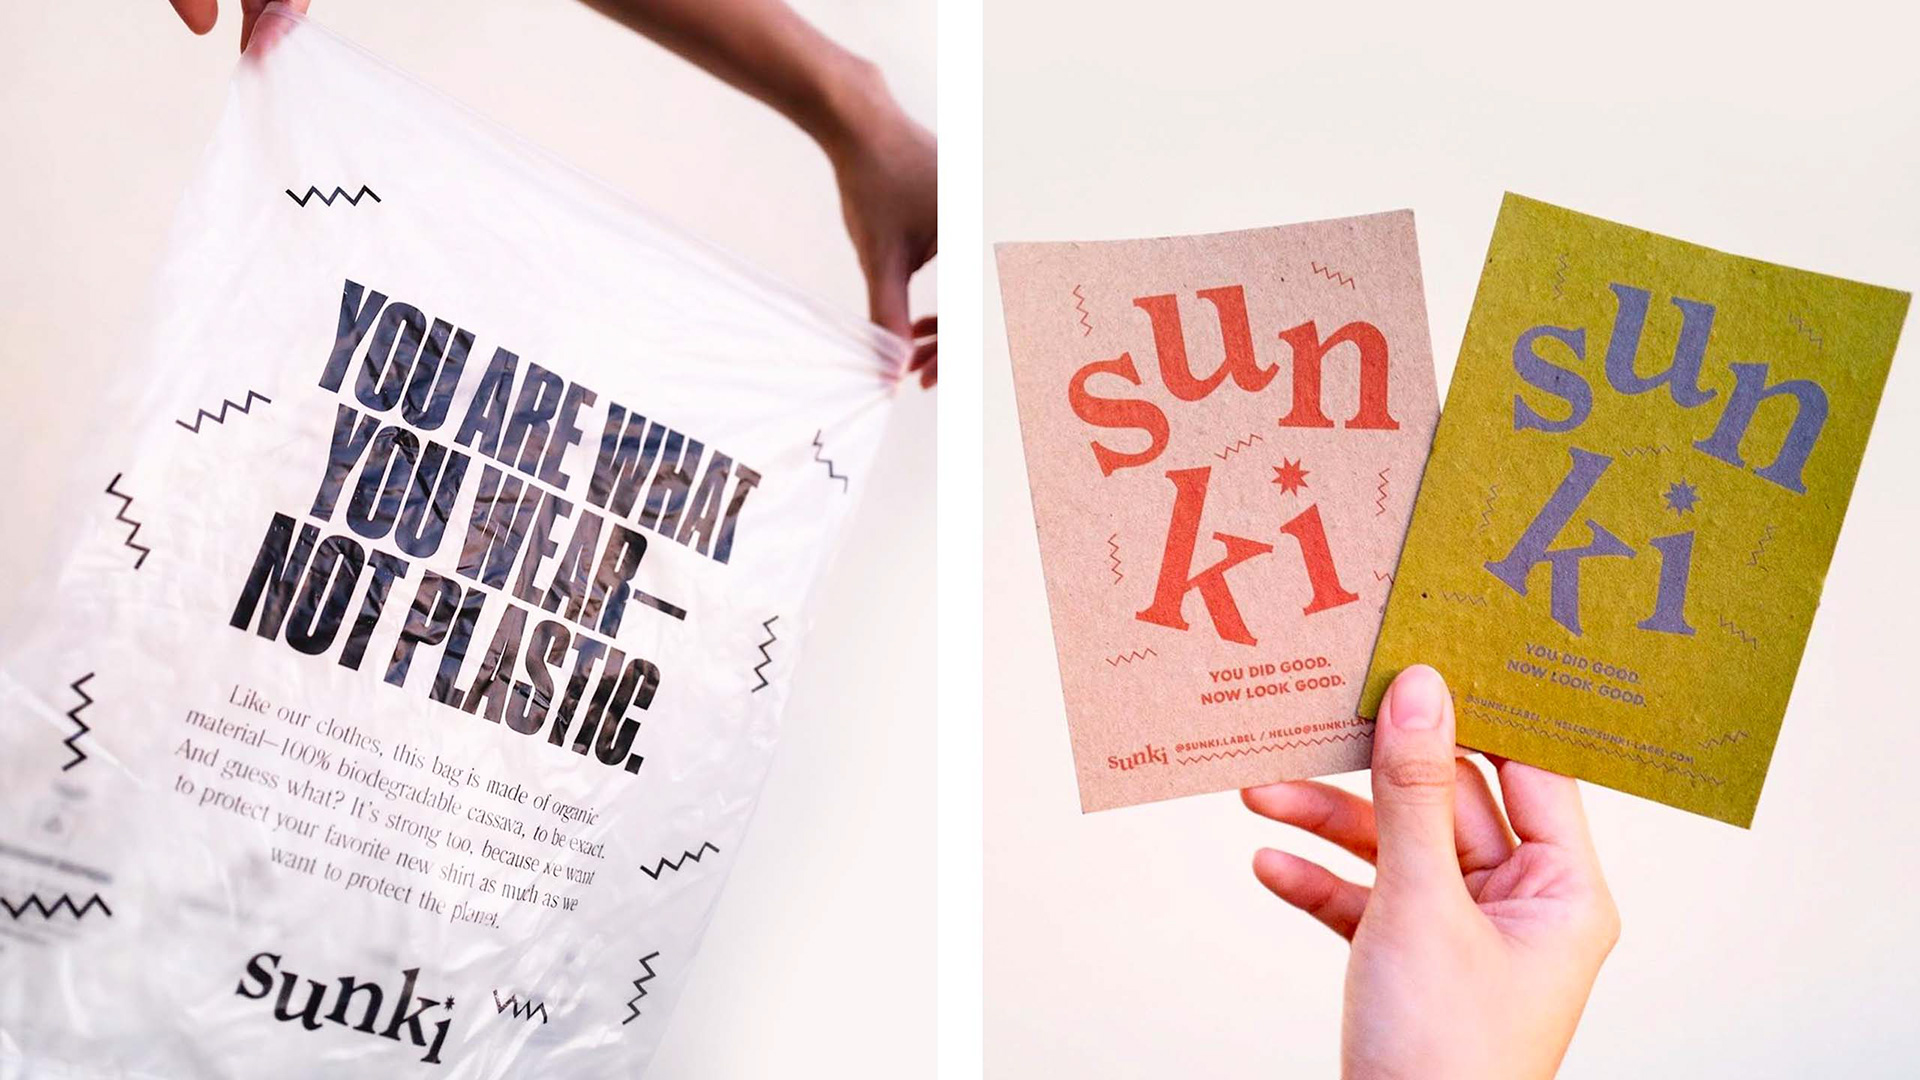 YOU ARE WHAT
YOU WEAR—
NOT PLASTIC.
Like our clothes, this bag is made of organic
material—100% biodegradable cassava, to be exact.
And guess what? It's strong too, because we want
to protect your favorite new shirt as much as we
want to protect the planet.
sunki
sun
ki
YOU DID GOOD.
NOW LOOK GOOD.
sunki @SUNKI.LABEL / HELLO@SUNKI-LA
sun
ki
YOU DID GOOD.
NOW LOOK GOOD.
@SUNKI.LABEL / HELLO@SUNKI-LABEL.COM